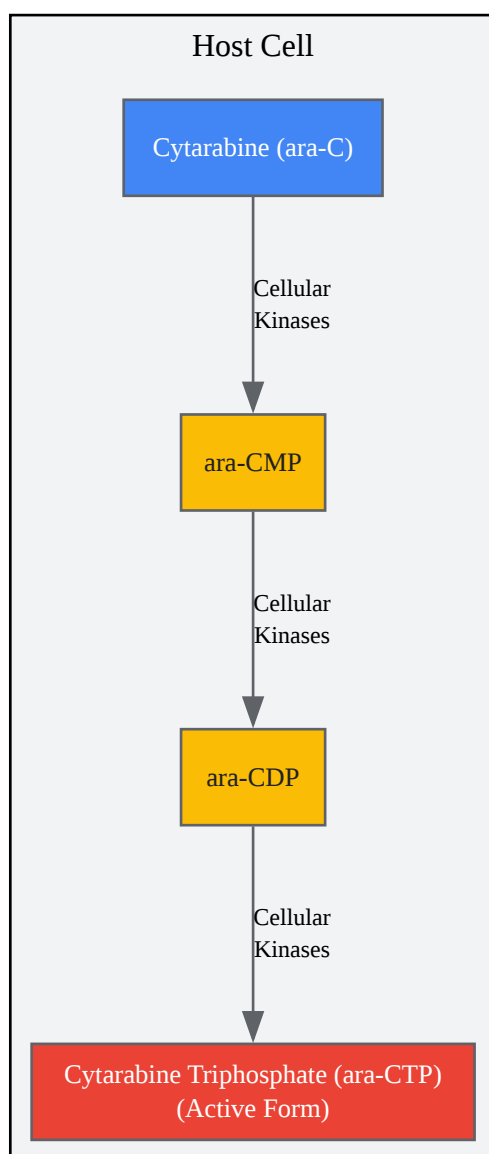 Host Cell
Cytarabine (ara-C)
Cellular
Kinases
ara-CMP
Cellular
Kinases
ara-CDP
Cellular
Kinases
Cytarabine Triphosphate (ara-CTP)
(Active Form)